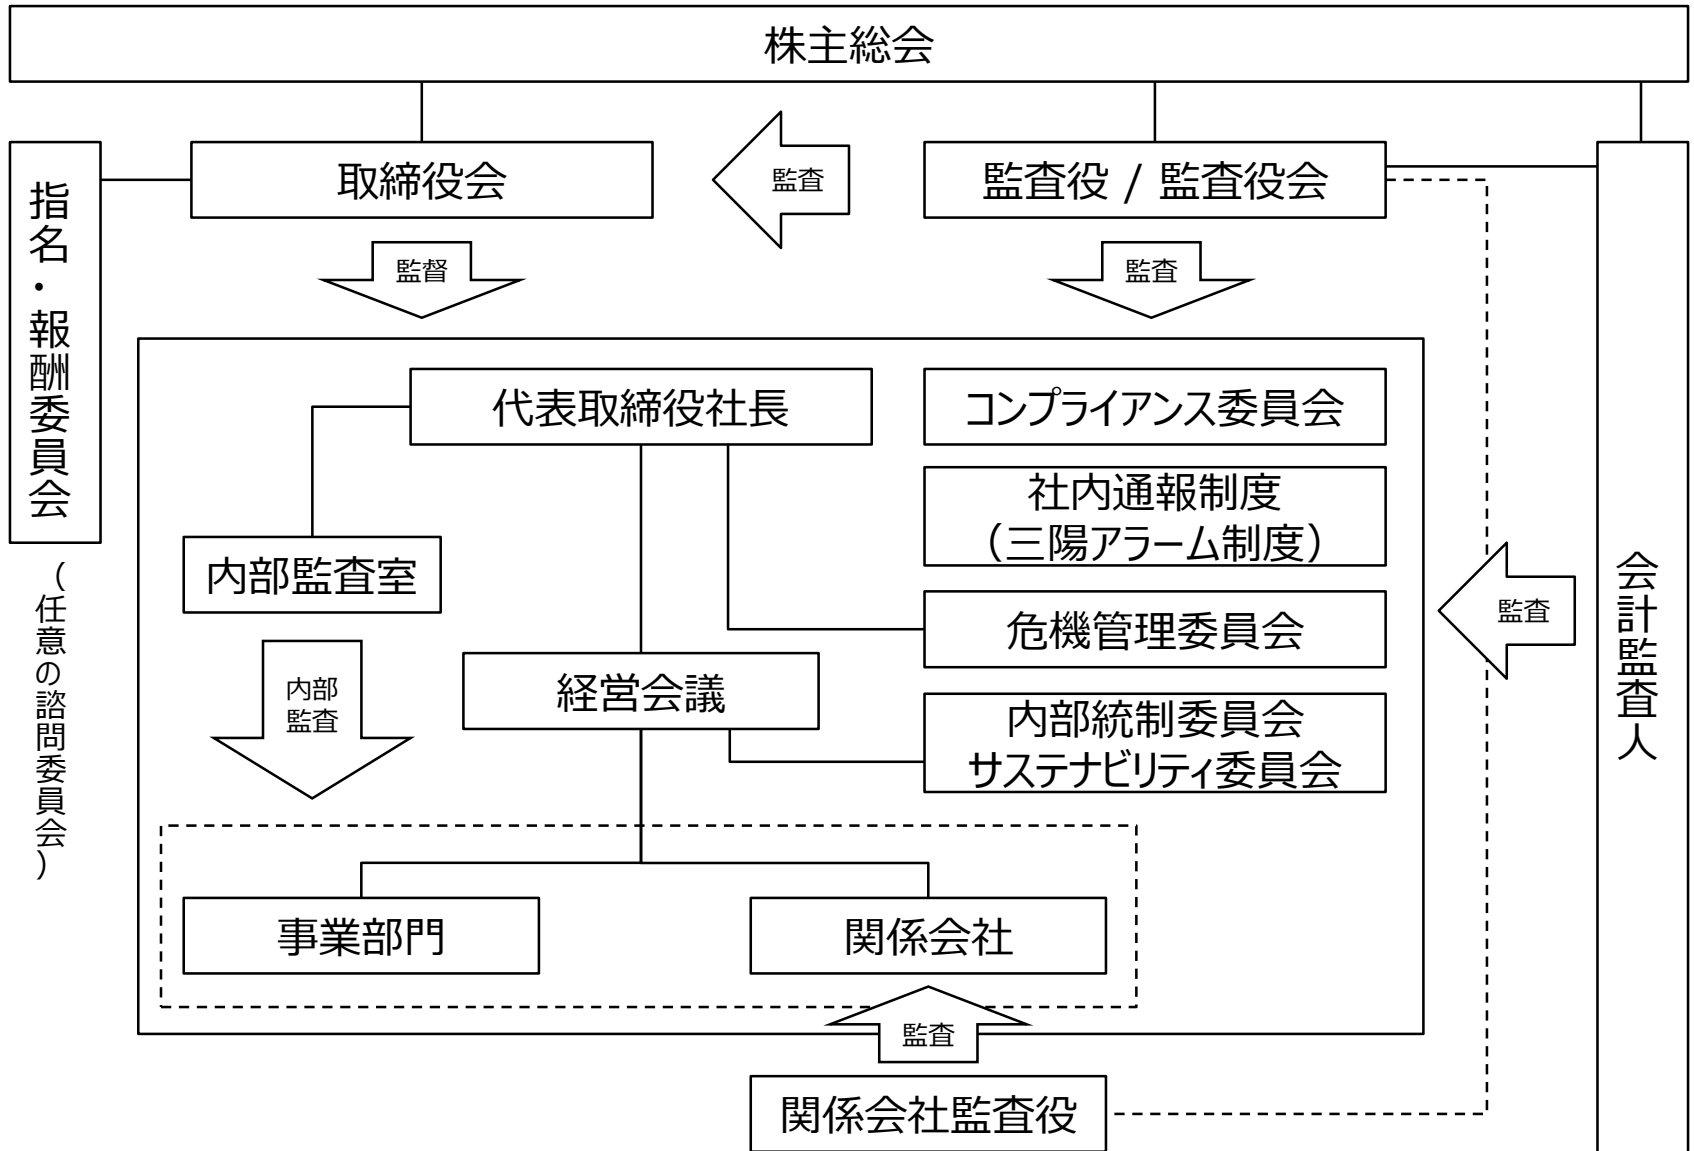 株主総会
指名・報酬委員会
（任意の諮問委員会）
取締役会
監査
監査役 / 監査役会
監督
監査
代表取締役社長
コンプライアンス委員会
社内通報制度
（三陽アラーム制度）
内部監査室
危機管理委員会
監査
会計監査人
内部
監査
経営会議
内部統制委員会
サステナビリティ委員会
事業部門
関係会社
監査
関係会社監査役